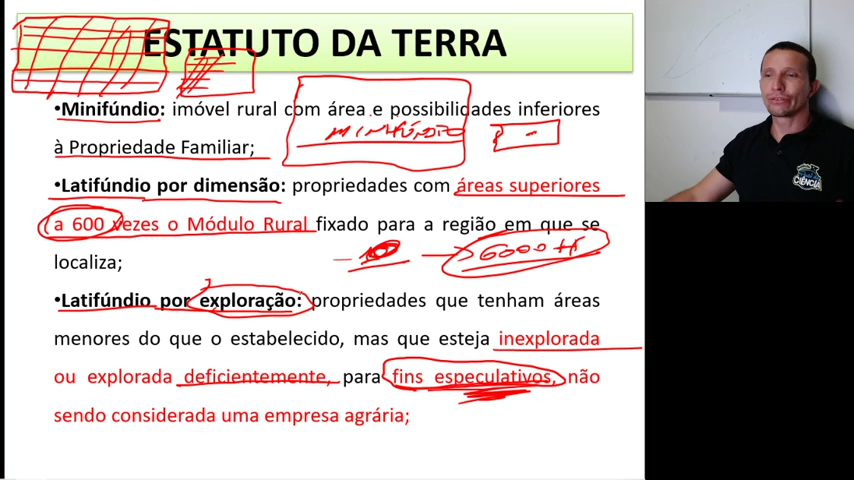 ESTATUTO DA TERRA
•Minifúndio: imóvel rural com área e possibilidades inferiores
MINIFÚNDIO
à Propriedade Familiar;
•Latifúndio por dimensão: propriedades com áreas superiores
a 600 vezes o Módulo Rural fixado para a região em que se
localiza;
6000 H
•Latifúndio por exploração: propriedades que tenham áreas
menores do que o estabelecido, mas que esteja inexplorada
ou explorada deficientemente, para fins especulativos, não
sendo considerada uma empresa agrária;
CIÊNCIA